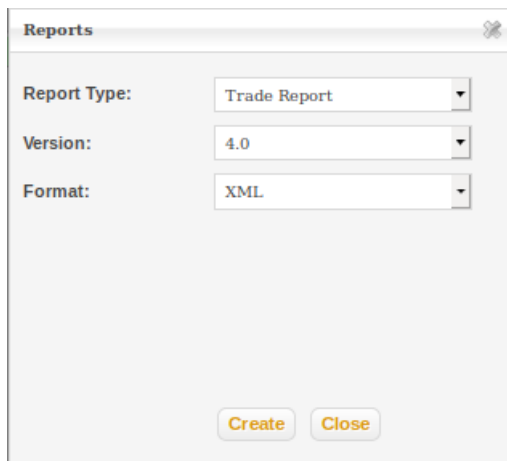 Reports
Report Type: Trade Report
Version: 4.0
Format: XML
Create Close